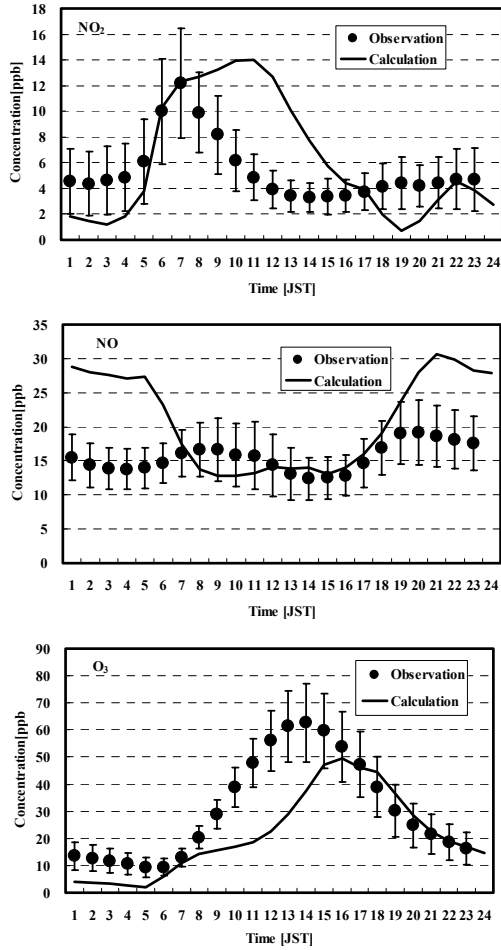 NO₂
Observation
Calculation
Concentration[ppb]
16
14
12
10
8
6
4
2
0
1 2 3 4 5 6 7 8 9 10 11 12 13 14 15 16 17 18 19 20 21 22 23 24
Time [JST]
NO
Observation
Calculation
Concentration[ppb
35
30
25
20
15
10
5
0
1 2 3 4 5 6 7 8 9 10 11 12 13 14 15 16 17 18 19 20 21 22 23 24
Time [JST]
O₃
Observation
Calculation
Concentration[ppb
90
80
70
60
50
40
30
20
10
0
1 2 3 4 5 6 7 8 9 10 11 12 13 14 15 16 17 18 19 20 21 22 23 24
Time [JST]